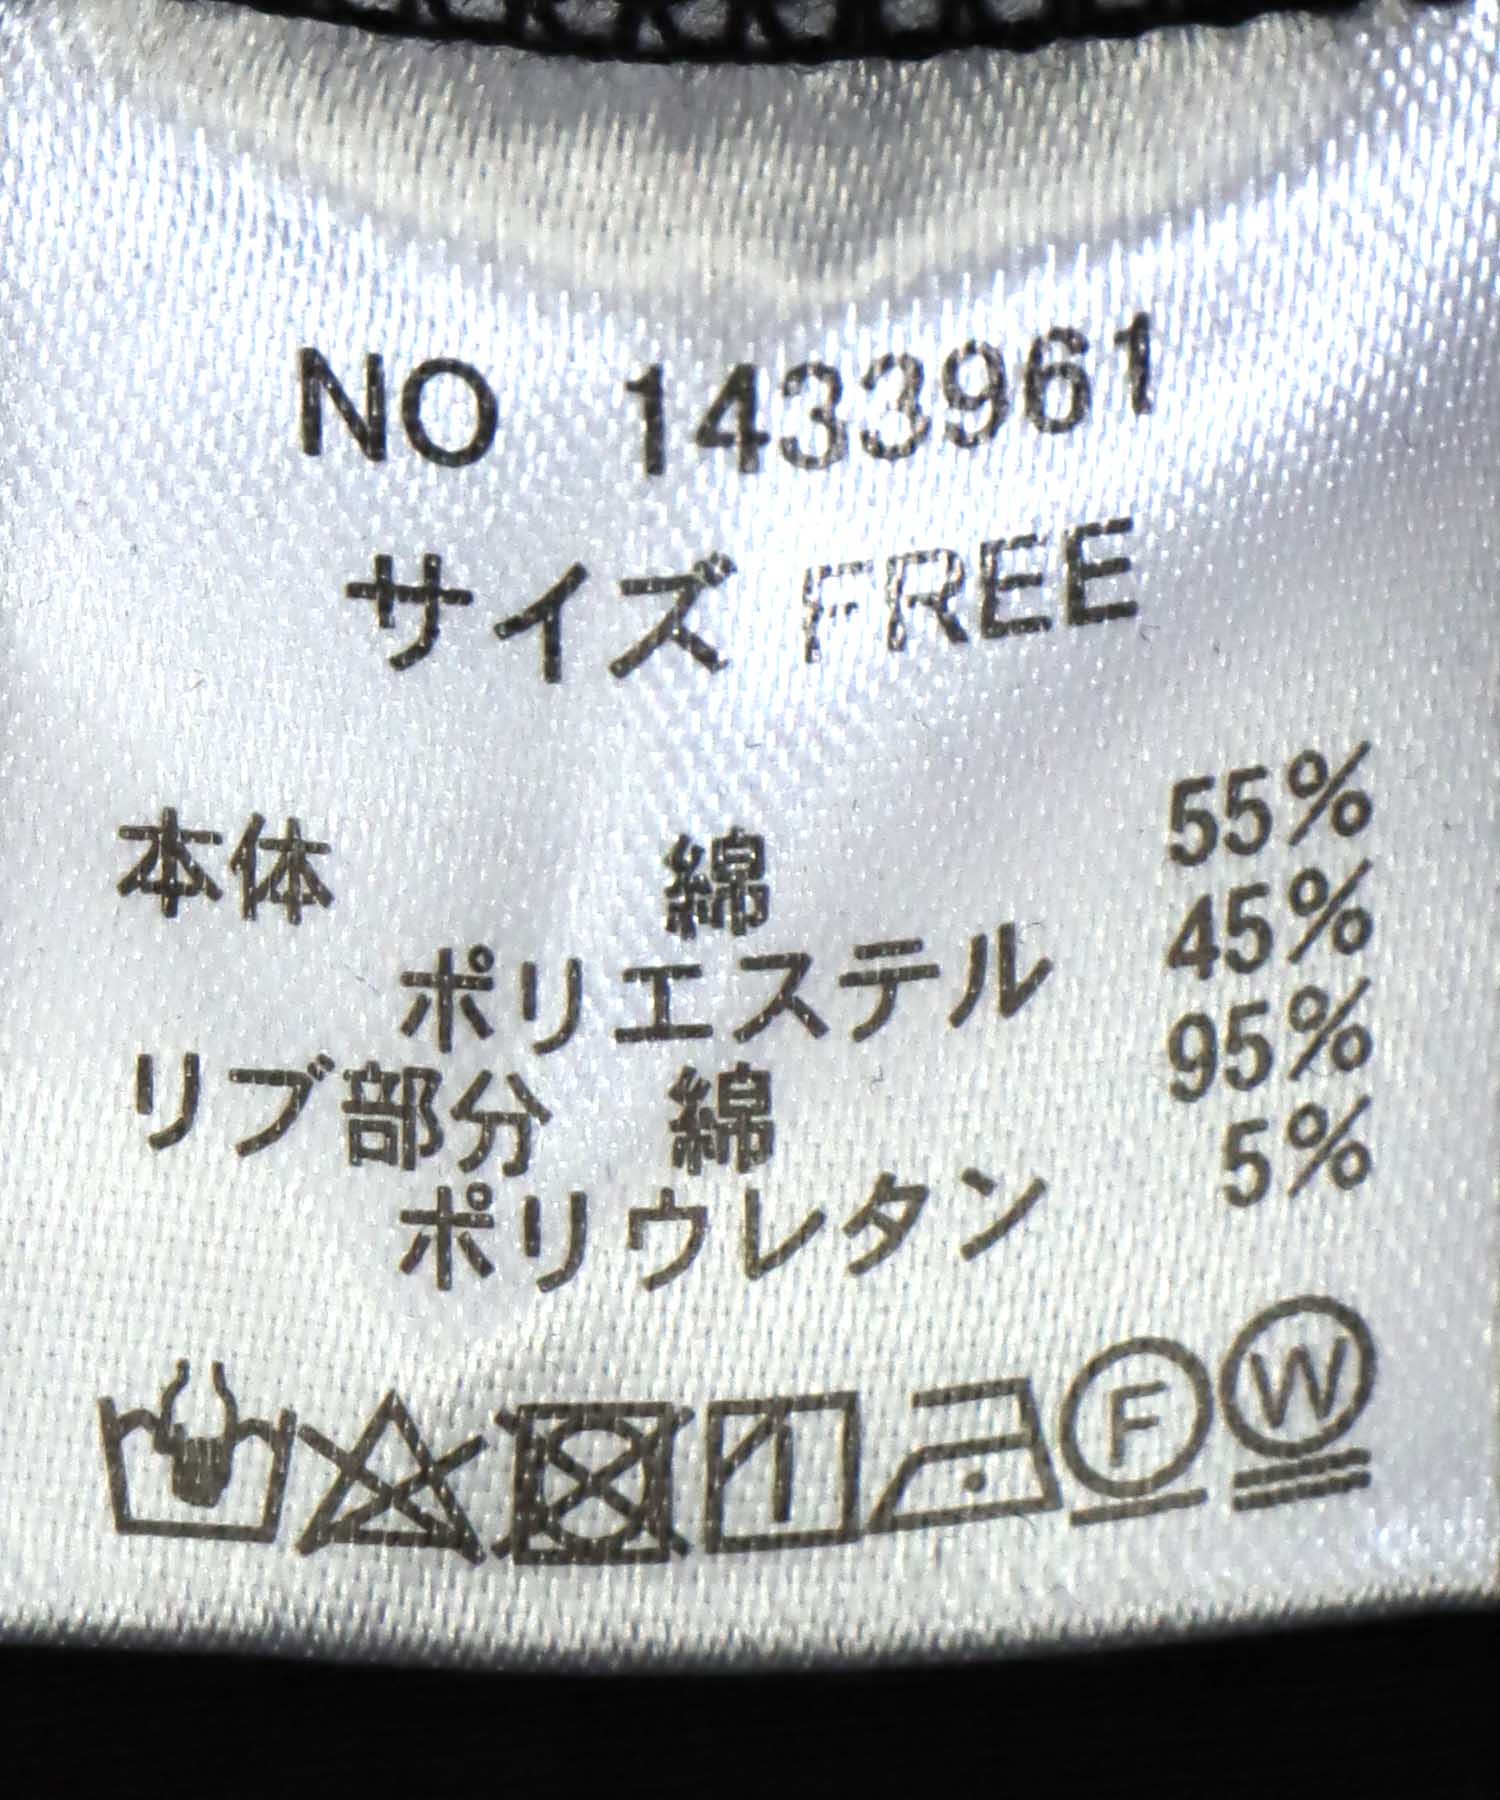 NO 1433961
サイズ FREE
本体 綿 55%
ポリエステル 45%
リブ部分 綿 95%
ポリウレタン 5%
F W